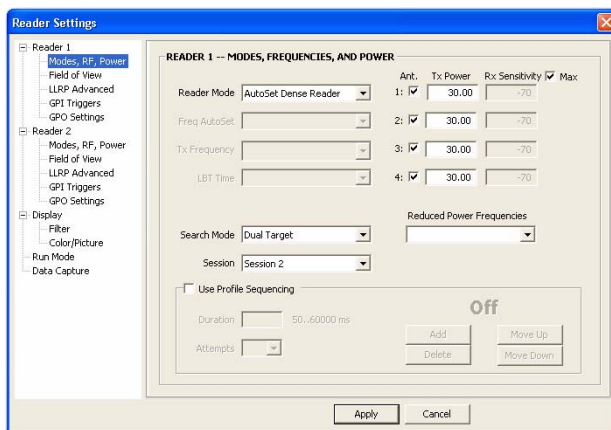 Reader Settings
Reader 1
Modes, RF, Power
Field of View
LLRP Advanced
GPI Triggers
GPO Settings
Reader 2
Modes, RF, Power
Field of View
LLRP Advanced
GPI Triggers
GPO Settings
Display
Filter
Color/Picture
Run Mode
Data Capture
READER 1 -- MODES, FREQUENCIES, AND POWER
Ant. Tx Power Rx Sensitivity Max
Reader Mode AutoSet Dense Reader 1: 30.00 -70
Freq AutoSet 2: 30.00 -70
Tx Frequency 3: 30.00 -70
LBT Time 4: 30.00 -70
Reduced Power Frequencies
Search Mode Dual Target
Session Session 2
Use Profile Sequencing
Off
Duration 50..60000 ms
Add Move Up
Attempts
Delete Move Down
Apply Cancel